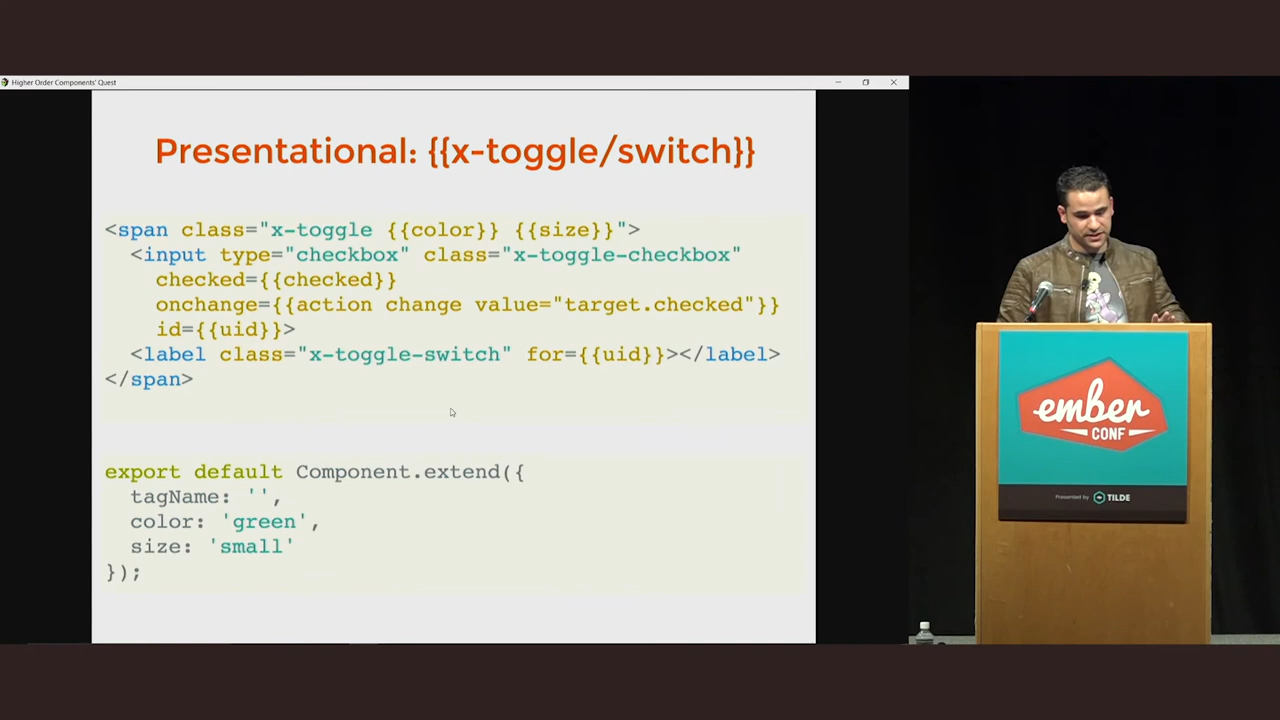 Higher Order Components' Quest
Presentational: {{x-toggle/switch}}
<span class="x-toggle {{color}} {{size}}">
<input type="checkbox" class="x-toggle-checkbox"
checked={{checked}}
onchange={{action change value="target.checked"}}
id={{uid}}>
<label class="x-toggle-switch" for={{uid}}></label>
</span>
export default Component.extend({
tagName: '',
color: 'green',
size: 'small'
});
ember
CONF
Presented by TILDE